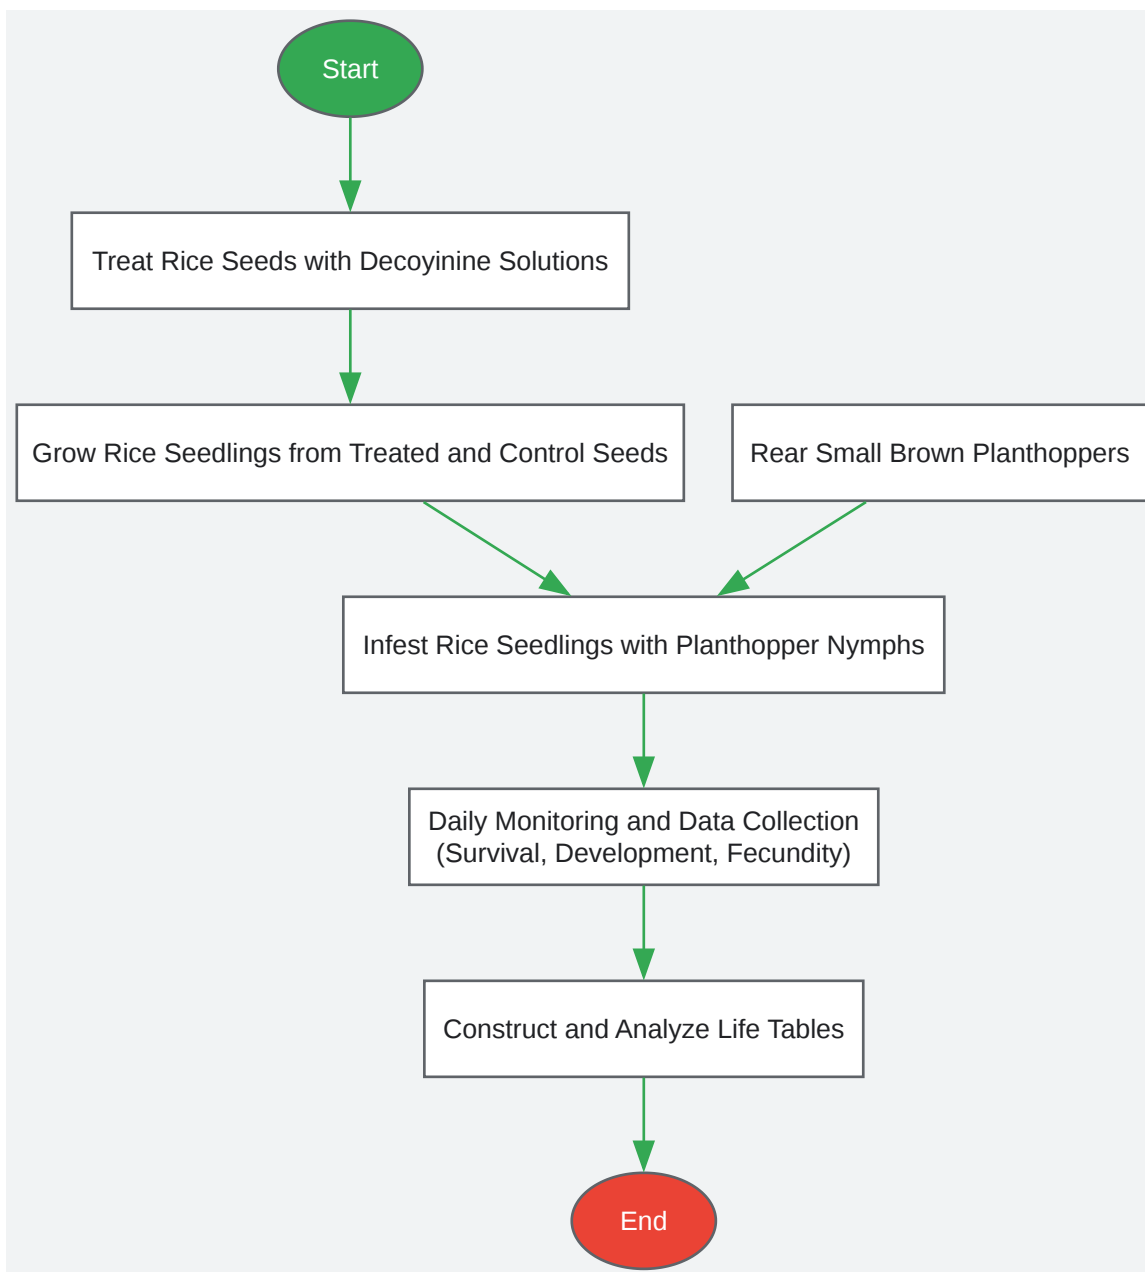 Start
Treat Rice Seeds with Decoyinine Solutions
Grow Rice Seedlings from Treated and Control Seeds
Rear Small Brown Planthoppers
Infest Rice Seedlings with Planthopper Nymphs
Daily Monitoring and Data Collection
(Survival, Development, Fecundity)
Construct and Analyze Life Tables
End